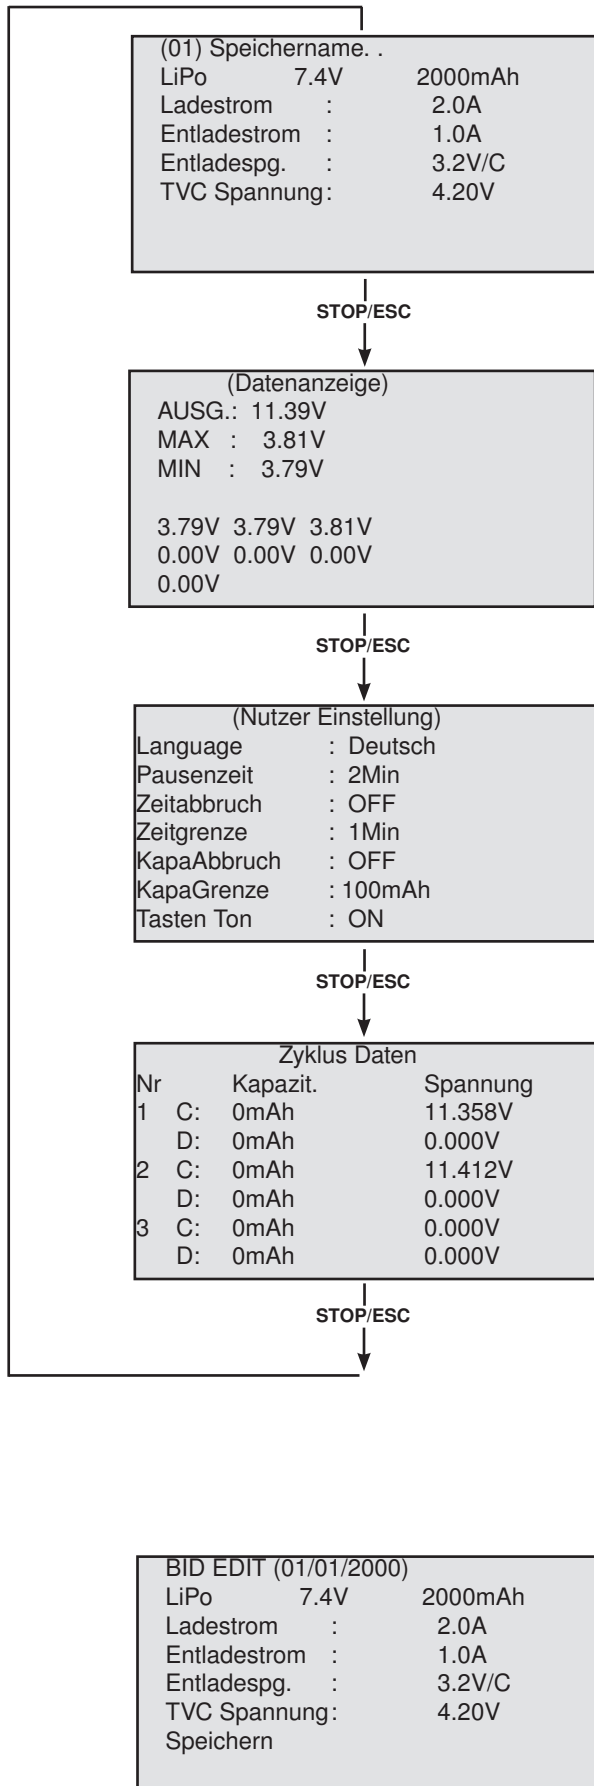 (01) Speichername. .
LiPo 7.4V 2000mAh
Ladestrom : 2.0A
Entladestrom : 1.0A
Entladespg. : 3.2V/C
TVC Spannung: 4.20V
STOP/ESC
(Datenanzeige)
AUSG.: 11.39V
MAX : 3.81V
MIN : 3.79V
3.79V 3.79V 3.81V
0.00V 0.00V 0.00V
0.00V
STOP/ESC
(Nutzer Einstellung)
Language : Deutsch
Pausenzeit : 2Min
Zeitabbruch : OFF
Zeitgrenze : 1Min
KapaAbbruch : OFF
KapaGrenze : 100mAh
Tasten Ton : ON
STOP/ESC
Zyklus Daten
Nr Kapazit. Spannung
1 C: 0mAh 11.358V
D: 0mAh 0.000V
2 C: 0mAh 11.412V
D: 0mAh 0.000V
3 C: 0mAh 0.000V
D: 0mAh 0.000V
STOP/ESC
BID EDIT (01/01/2000)
LiPo 7.4V 2000mAh
Ladestrom : 2.0A
Entladestrom : 1.0A
Entladespg. : 3.2V/C
TVC Spannung: 4.20V
Speichern